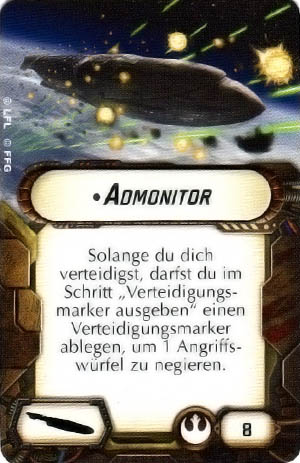 © LFL © FFG
• ADMONITOR
Solange du dich
verteidigst, darfst du im
Schritt „Verteidigungs-
marker ausgeben“ einen
Verteidigungsmarker
ablegen, um 1 Angriffs-
würfel zu negieren.
8